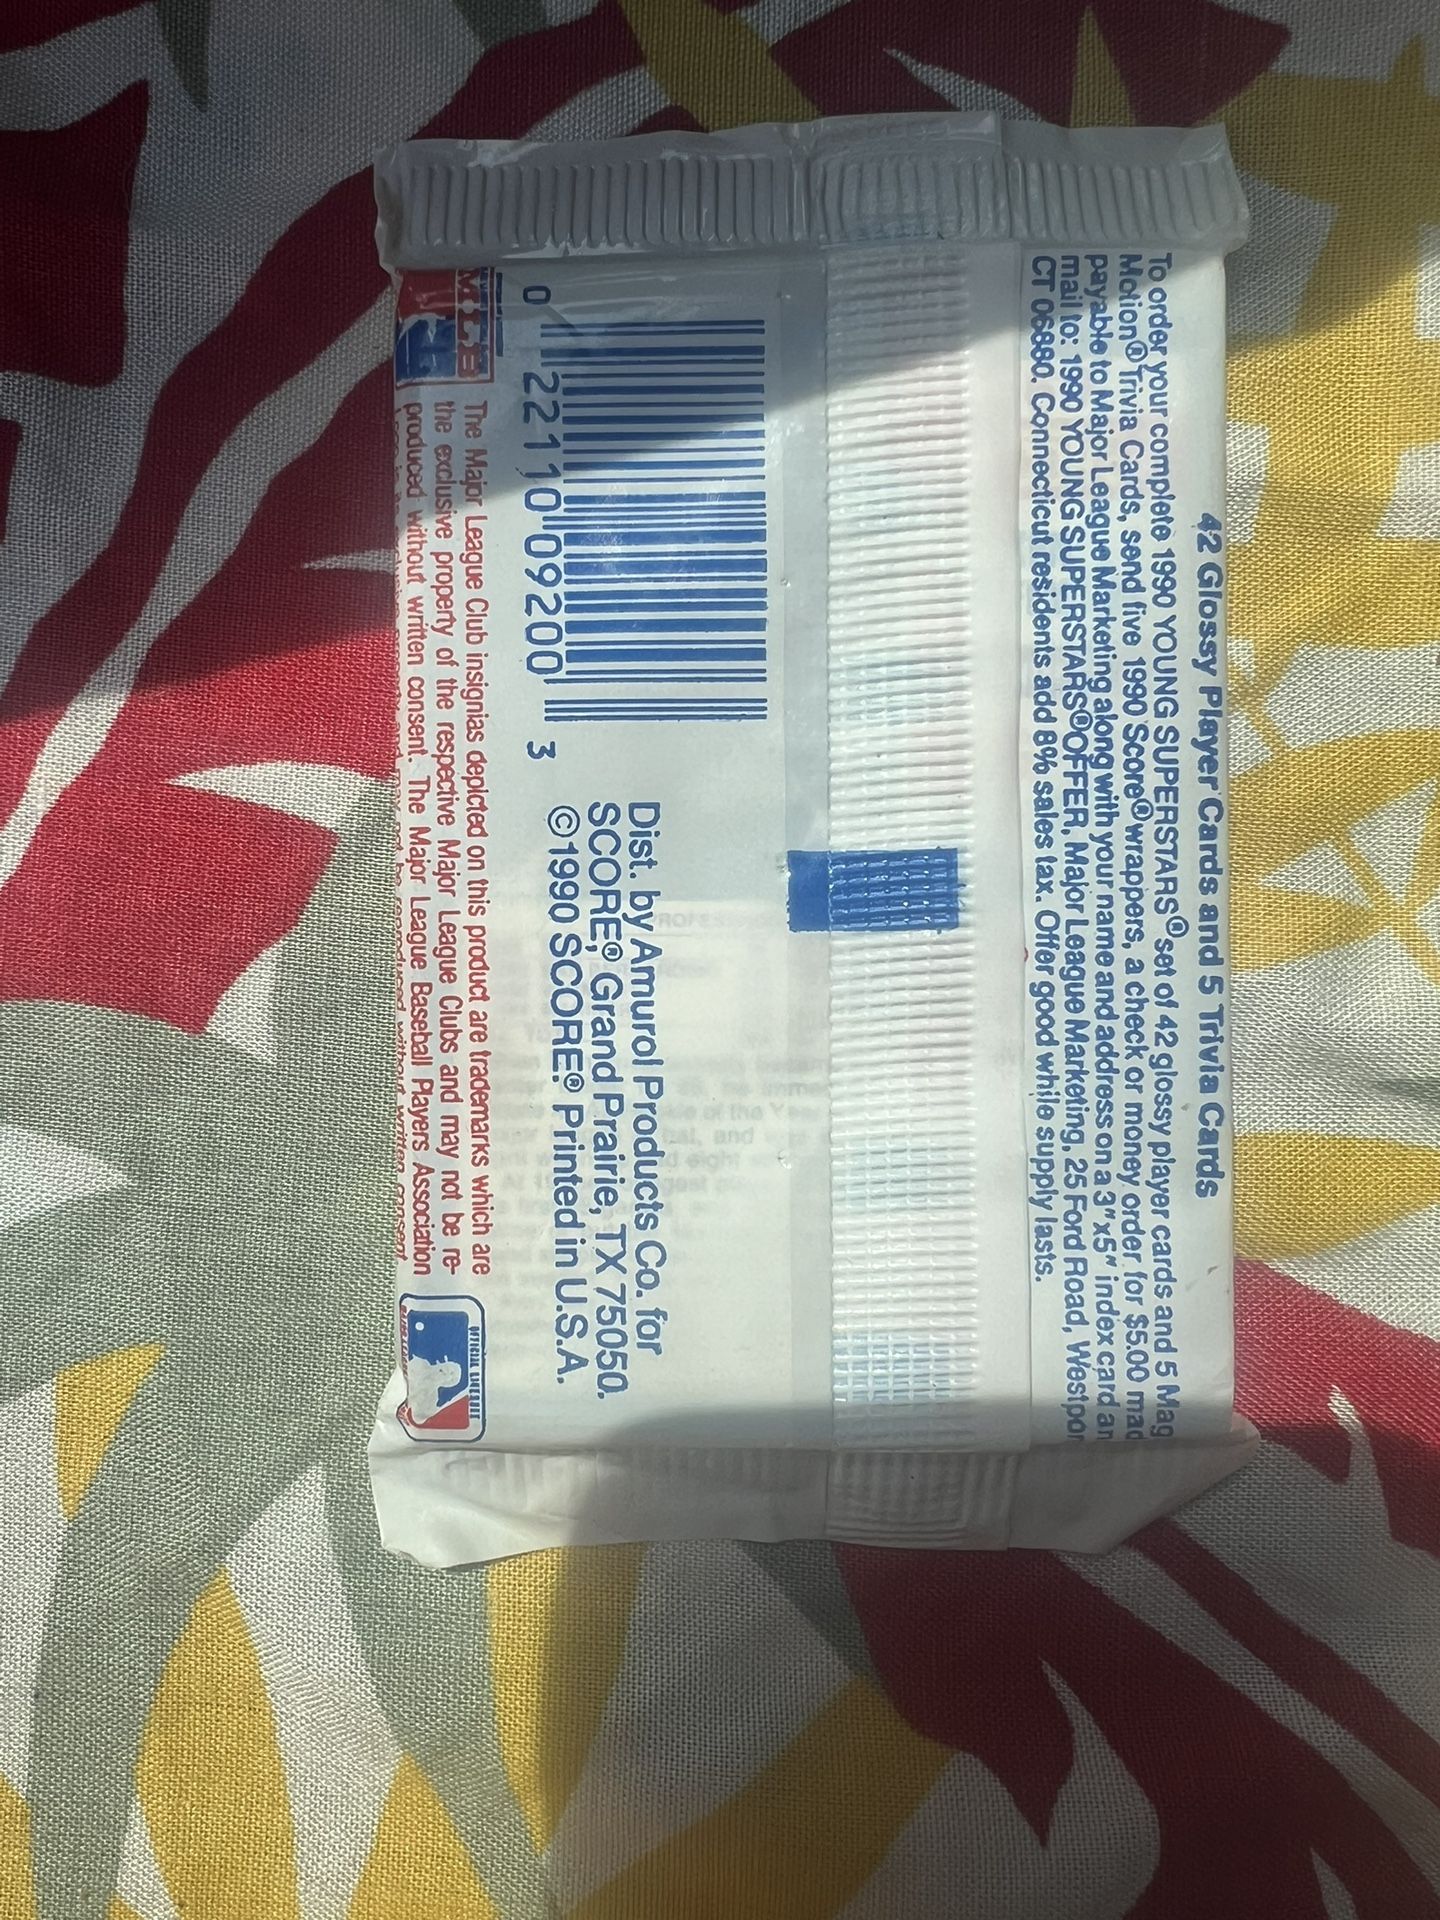 42 Glossy Player Cards and 5 Trivia Cards
To order your complete 1990 YOUNG SUPERSTARS® set of 42 glossy player cards and 5 Mag
Motion® Trivia Cards, send five 1990 Score® wrappers, a check or money order for $5.00 mad
payable to Major League Marketing along with your name and address on a 3" x5" index card an
mail to: 1990 YOUNG SUPERSTARS® OFFER, Major League Marketing, 25 Ford Road, Westpor
CT 06880. Connecticut residents add 8% sales tax. Offer good while supply lasts.
0 22110 09200 3
Dist. by Amurol Products Co. for
SCORE,® Grand Prairie, TX 75050.
©1990 SCORE.® Printed in U.S.A.
The Major League Club insignias depicted on this product are trademarks which are
the exclusive property of the respective Major League Clubs and may not be re-
produced without written consent. The Major League Baseball Players Association
reproduced without written consent.
OFFICIAL LICENSEE